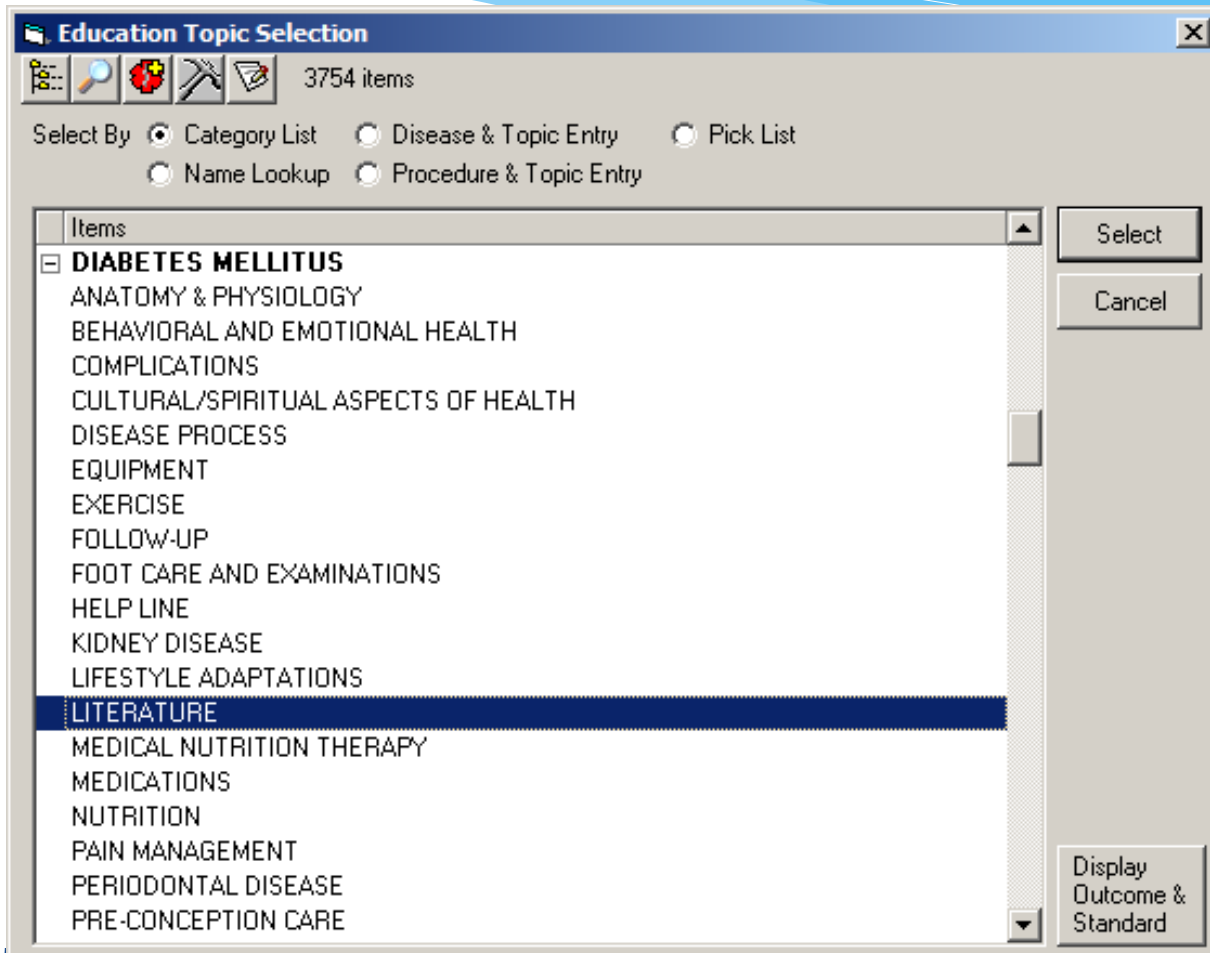 Education Topic Selection
3754 items
Select By Category List Disease & Topic Entry Pick List
Name Lookup Procedure & Topic Entry
Items
Select
DIABETES MELLITUS
ANATOMY & PHYSIOLOGY
Cancel
BEHAVIORAL AND EMOTIONAL HEALTH
COMPLICATIONS
CULTURAL/SPIRITUAL ASPECTS OF HEALTH
DISEASE PROCESS
EQUIPMENT
EXERCISE
FOLLOW-UP
FOOT CARE AND EXAMINATIONS
HELP LINE
KIDNEY DISEASE
LIFESTYLE ADAPTATIONS
LITERATURE
MEDICAL NUTRITION THERAPY
MEDICATIONS
NUTRITION
PAIN MANAGEMENT
PERIODONTAL DISEASE
PRE-CONCEPTION CARE
Display
Outcome &
Standard